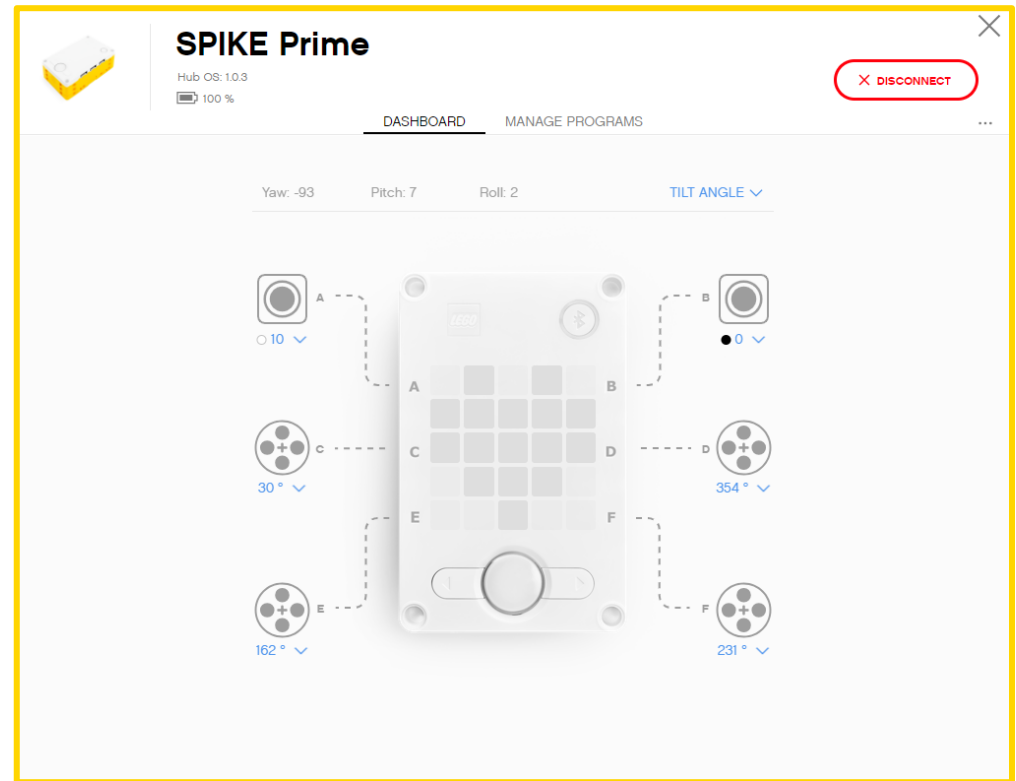 SPIKE Prime
Hub OS: 1.0.3
100 %
DISCONNECT
DASHBOARD MANAGE PROGRAMS
...
Yaw: -93 Pitch: 7 Roll: 2 TILT ANGLE
A B
LEGO
10 0
A B
C D
C D
30 ° 354 °
E F
E F
162 ° 231 °